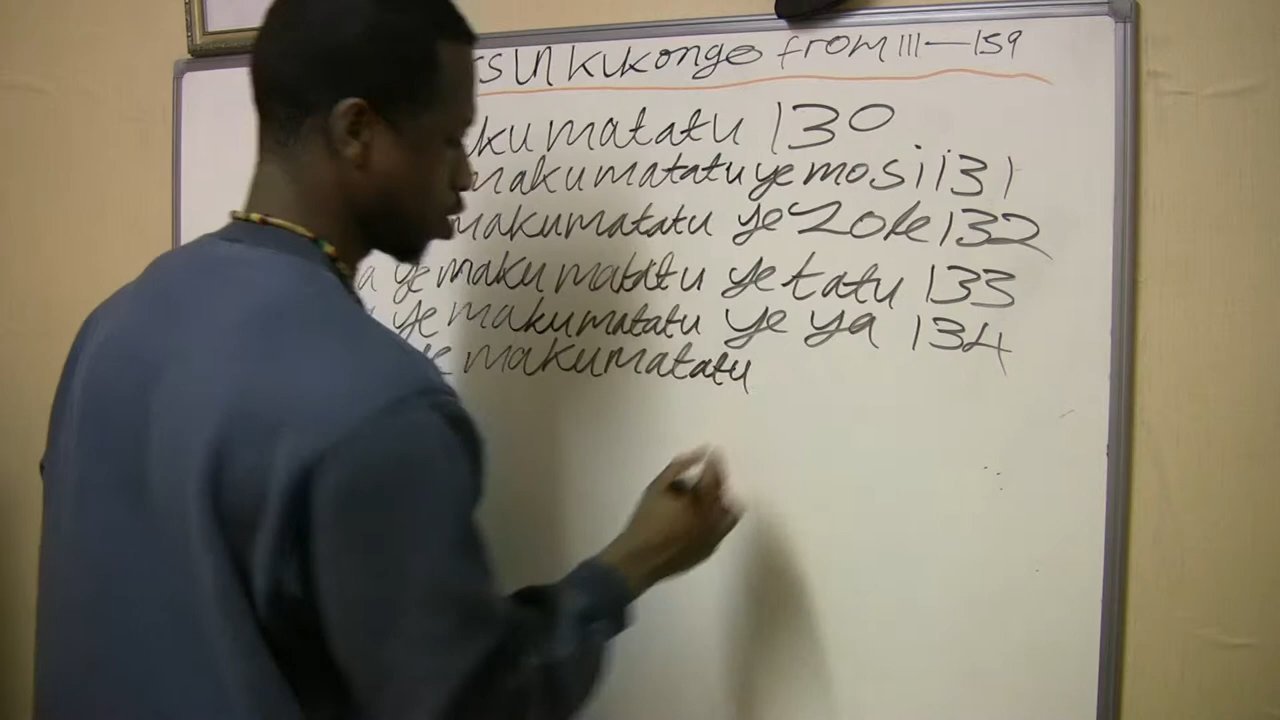 in kikongo from 111-159
kumatatu 130
makumatatu ye mosi 131
makumatatu ye zole 132
ye makumatatu ye tatu 133
ye makumatatu ye ya 134
makumatatu